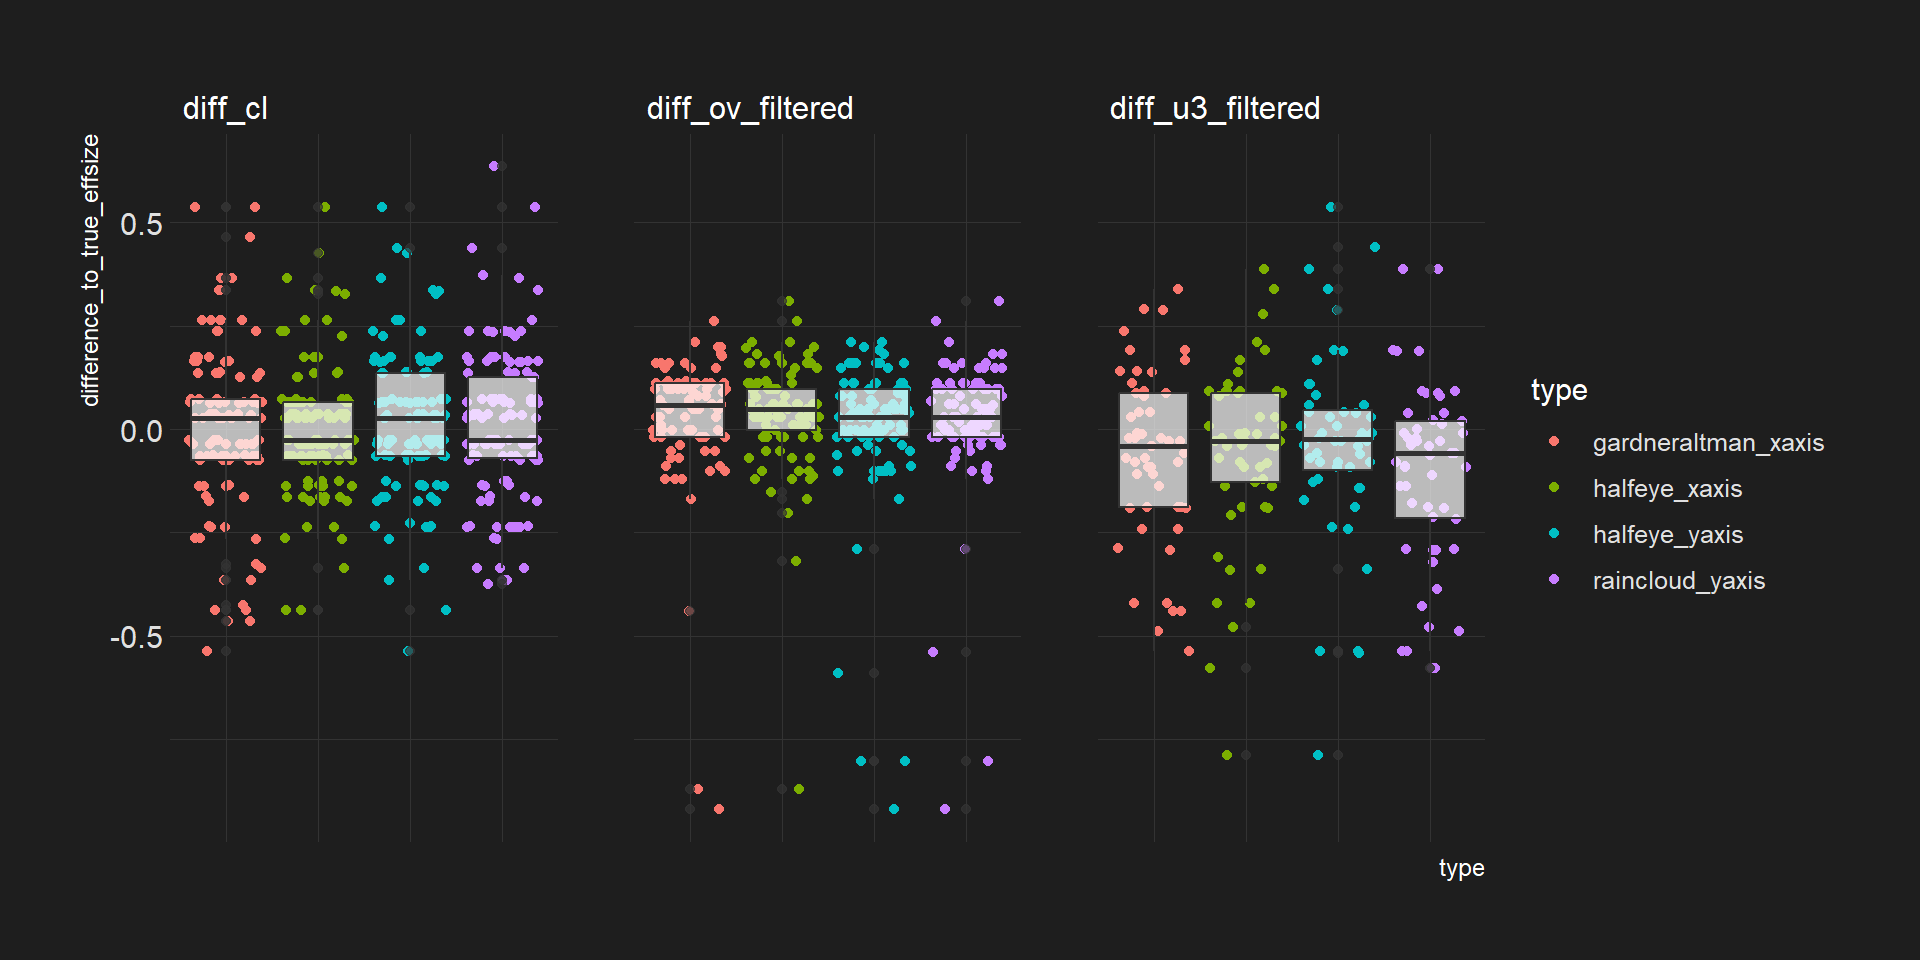 diff_cl
diff_ov_filtered
diff_u3_filtered
difference_to_true_effsize
0.5
0.0
-0.5
type
type
gardneraltman_xaxis
halfeye_xaxis
halfeye_yaxis
raincloud_yaxis